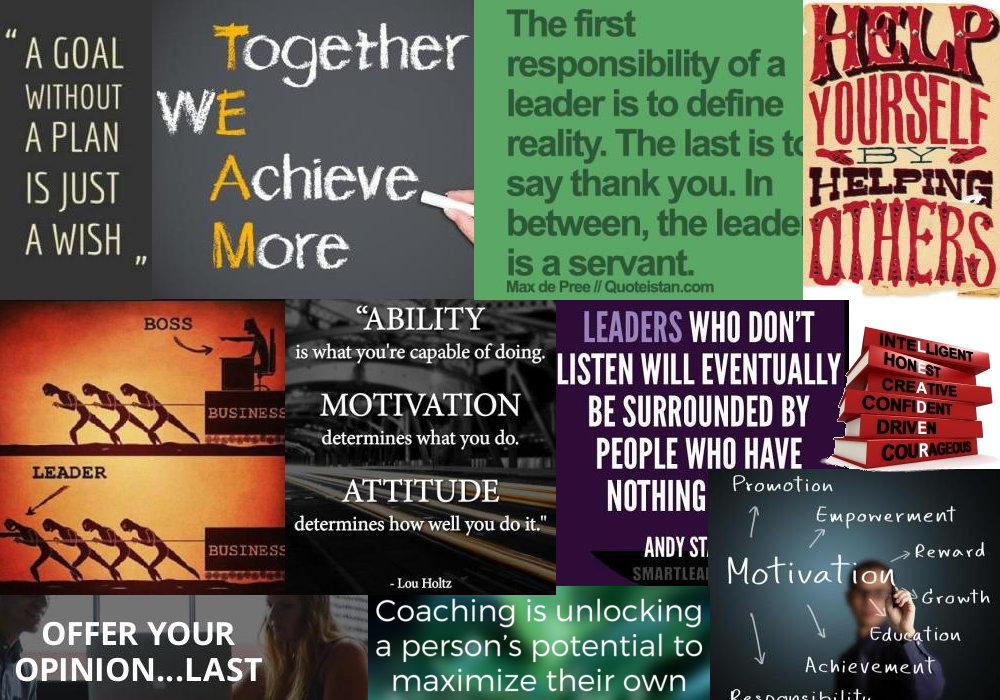 “ A GOAL
WITHOUT
A PLAN
IS JUST
A WISH „
Together
WE
Achieve
More
The first
responsibility of a
leader is to define
reality. The last is to
say thank you. In
between, the leader
is a servant.
Max de Pree // Quoteistan.com
HELP
YOURSELF
BY
HELPING
OTHERS
BOSS
BUSINESS
LEADER
BUSINESS
“ABILITY
is what you're capable of doing.
MOTIVATION
determines what you do.
ATTITUDE
determines how well you do it."
- Lou Holtz
LEADERS WHO DON’T
LISTEN WILL EVENTUALLY
BE SURROUNDED BY
PEOPLE WHO HAVE
NOTHING
ANDY STA
SMARTLEA
INTELLIGENT
HONEST
CREATIVE
CONFIDENT
DRIVEN
COURAGEOUS
Promotion
Empowerment
Reward
Motivation
Growth
Education
Achievement
Responsibility
OFFER YOUR
OPINION...LAST
Coaching is unlocking
a person’s potential to
maximize their own